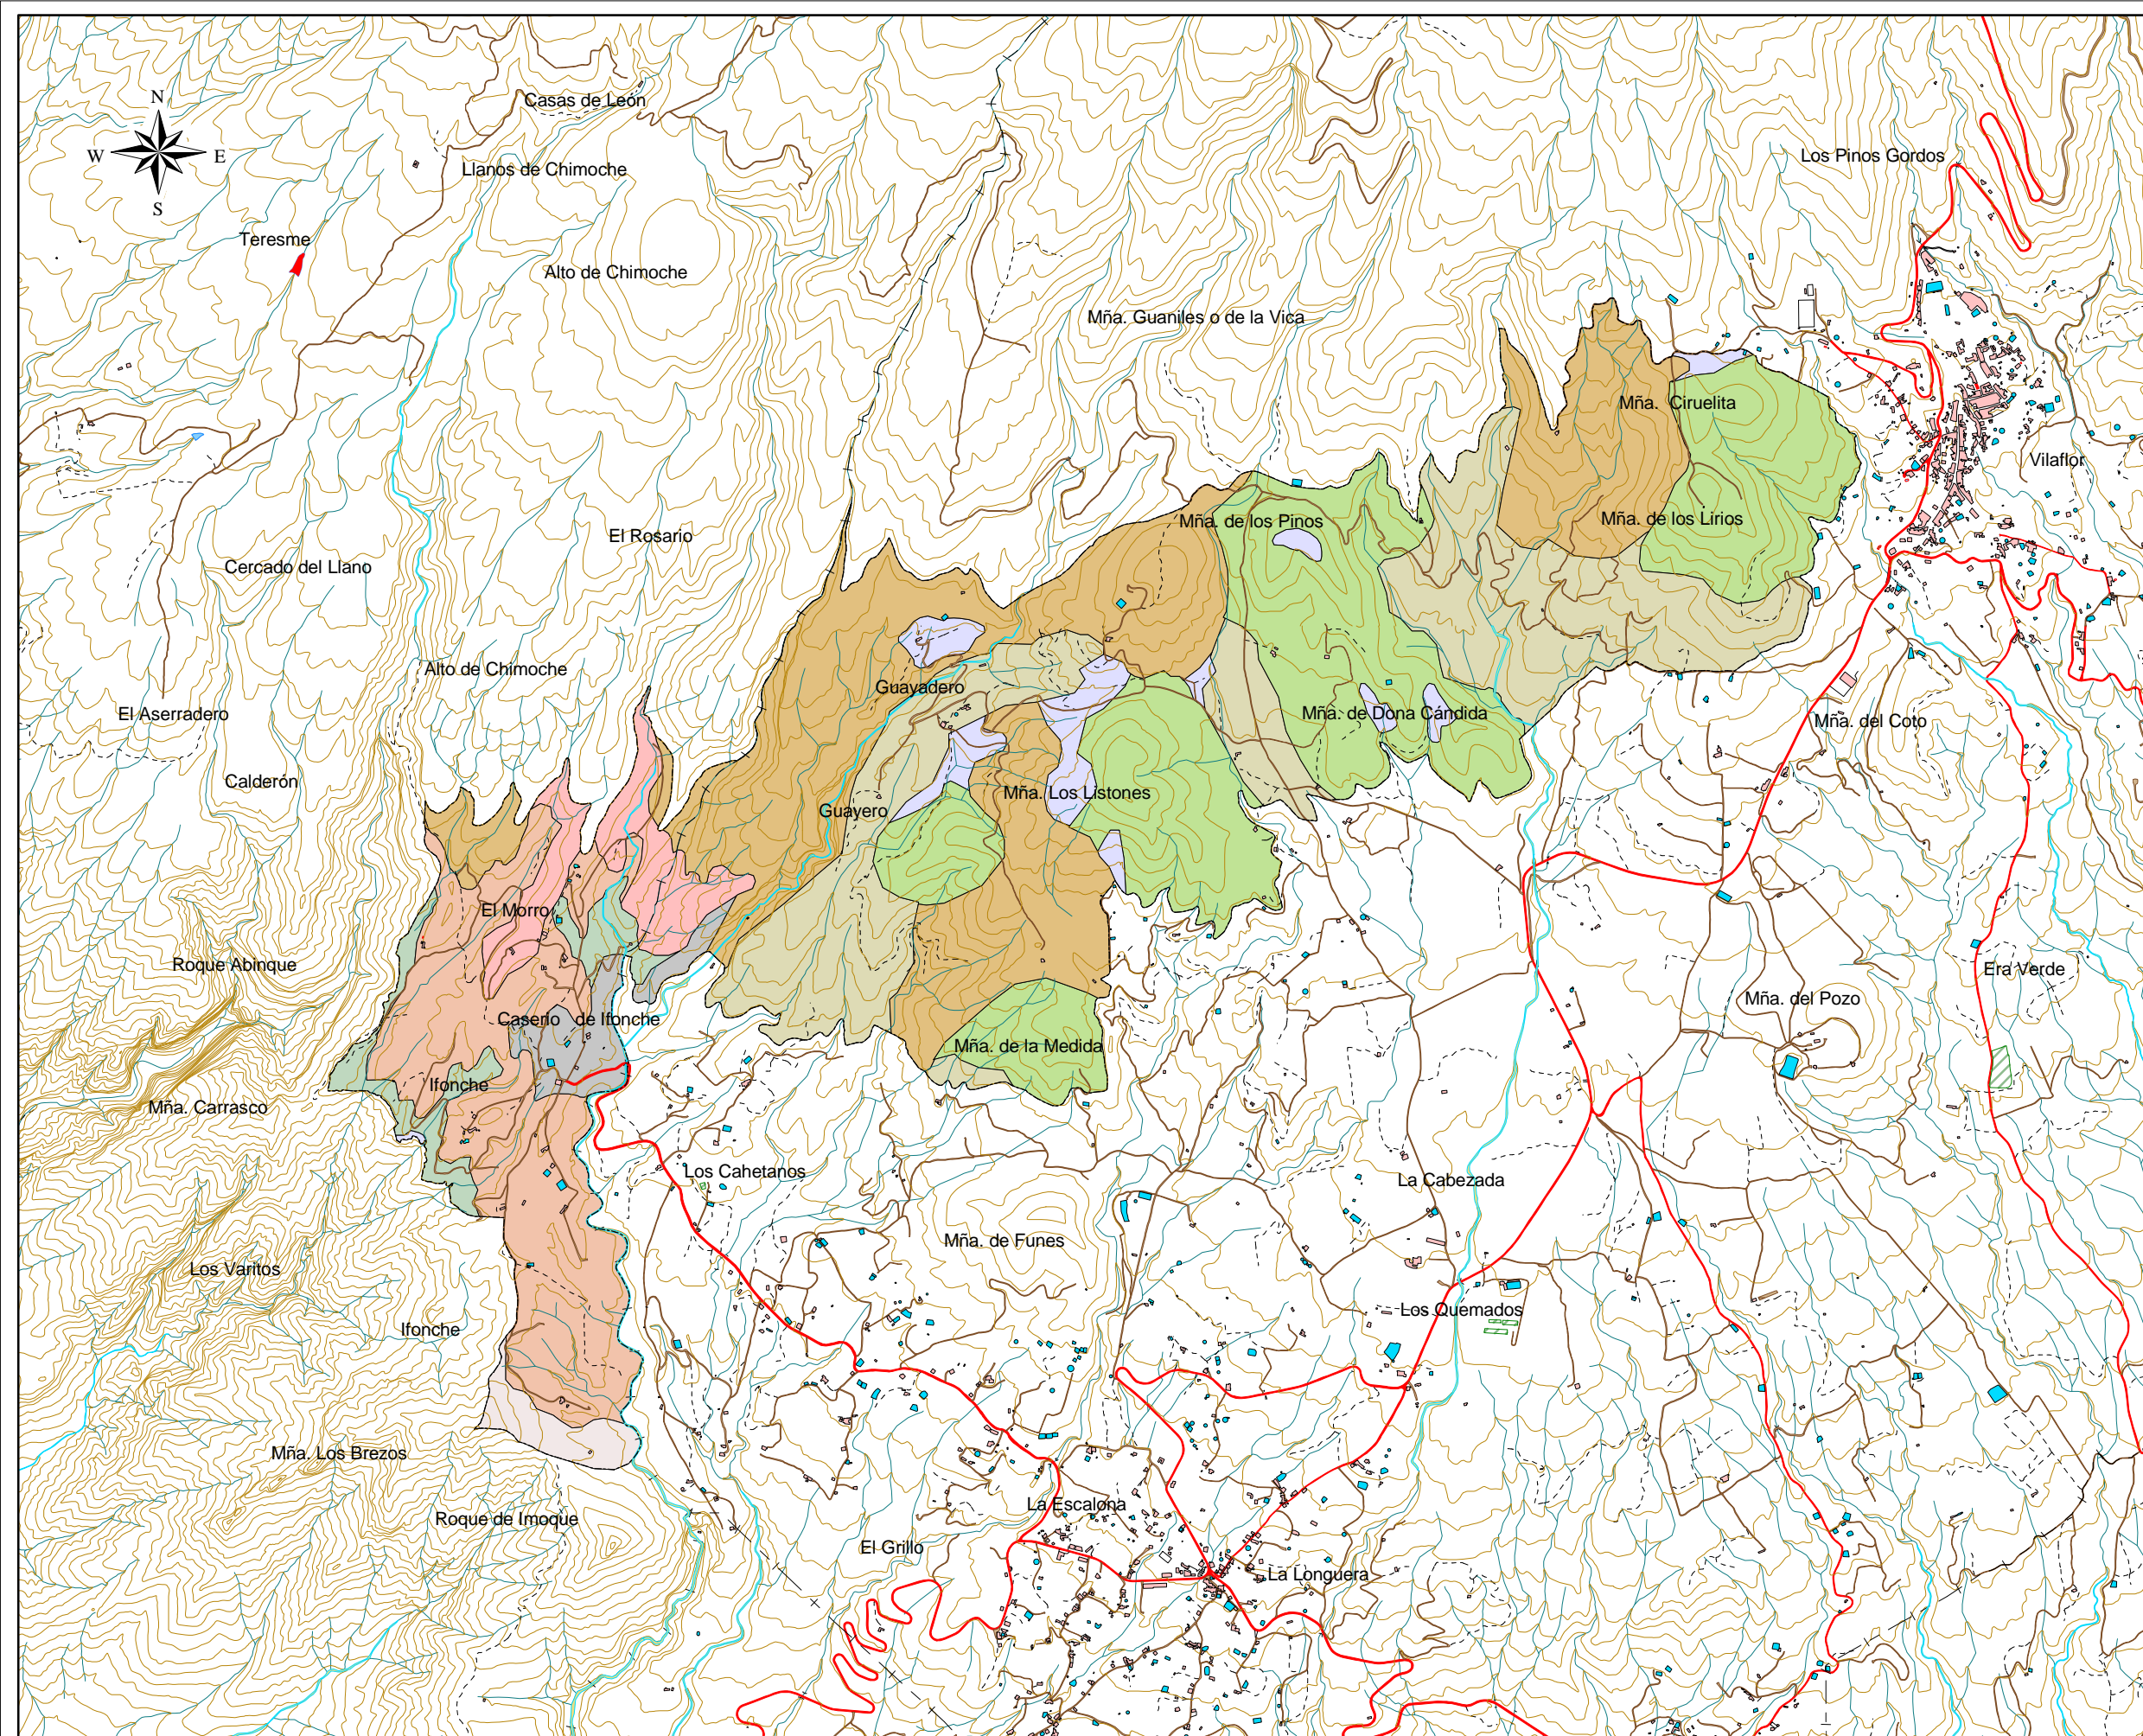 Casas de León
N
W
E
S
Los Pinos Gordos
Llanos de Chimoche
Teresme
Alto de Chimoche
Mña. Guaniles o de la Vica
Mña. Ciruelita
Vilaflor
Mña. de los Pinos
Mña. de los Lirios
El Rosario
Cercado del Llano
Alto de Chimoche
Guayadero
El Aserradero
Mña. de Dona Cándida
Mña. del Coto
Calderón
Mña. Los Listones
Guayero
El Morro
Roque Abinque
Era Verde
Mña. del Pozo
Caserio de Ifonche
Mña. de la Medida
Ifonche
Mña. Carrasco
Los Cahetanos
La Cabezada
Mña. de Funes
Los Varitos
Los Quemados
Ifonche
Mña. Los Brezos
La Escalona
Roque de Imoque
El Grillo
La Longuera